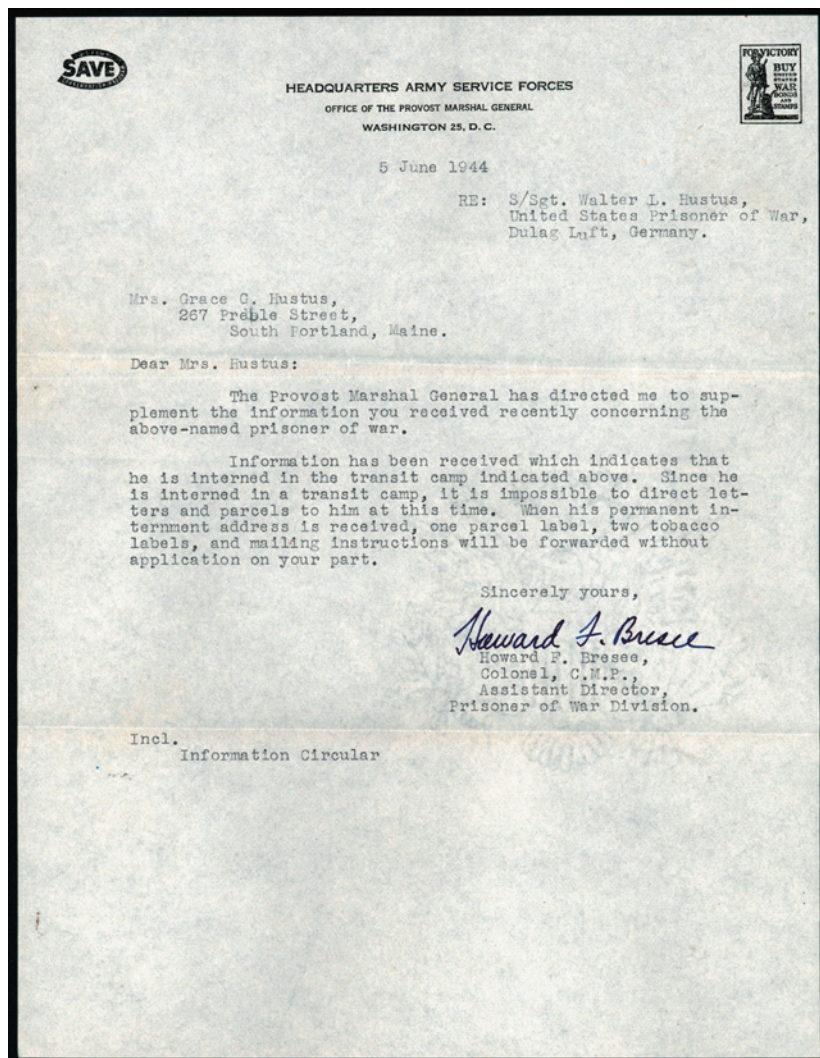 SAVE
FOR VICTORY
BUY
UNITED
STATES
WAR
BONDS
AND
STAMPS
HEADQUARTERS ARMY SERVICE FORCES
OFFICE OF THE PROVOST MARSHAL GENERAL
WASHINGTON 25, D. C.
5 June 1944
RE: S/Sgt. Walter L. Hustus,
United States Prisoner of War,
Dulag Luft, Germany.
Mrs. Grace G. Hustus,
267 Preble Street,
South Portland, Maine.
Dear Mrs. Hustus:
The Provost Marshal General has directed me to sup-
plement the information you received recently concerning the
above-named prisoner of war.
Information has been received which indicates that
he is interned in the transit camp indicated above. Since he
is interned in a transit camp, it is impossible to direct let-
ters and parcels to him at this time. When his permanent in-
ternment address is received, one parcel label, two tobacco
labels, and mailing instructions will be forwarded without
application on your part.
Sincerely yours,
Howard F. Bresee
Howard F. Bresee,
Colonel, C.M.P.,
Assistant Director,
Prisoner of War Division.
Incl.
Information Circular